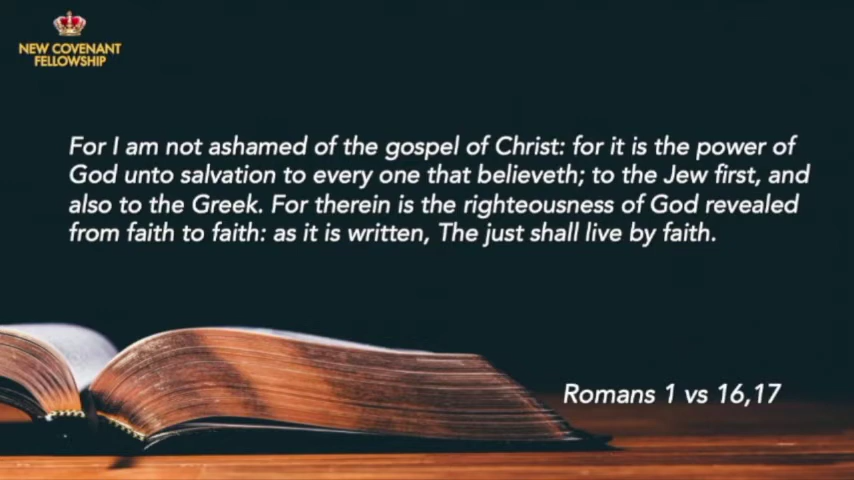 NEW COVENANT
FELLOWSHIP
For I am not ashamed of the gospel of Christ: for it is the power of
God unto salvation to every one that believeth; to the Jew first, and
also to the Greek. For therein is the righteousness of God revealed
from faith to faith: as it is written, The just shall live by faith.
Romans 1 vs 16,17